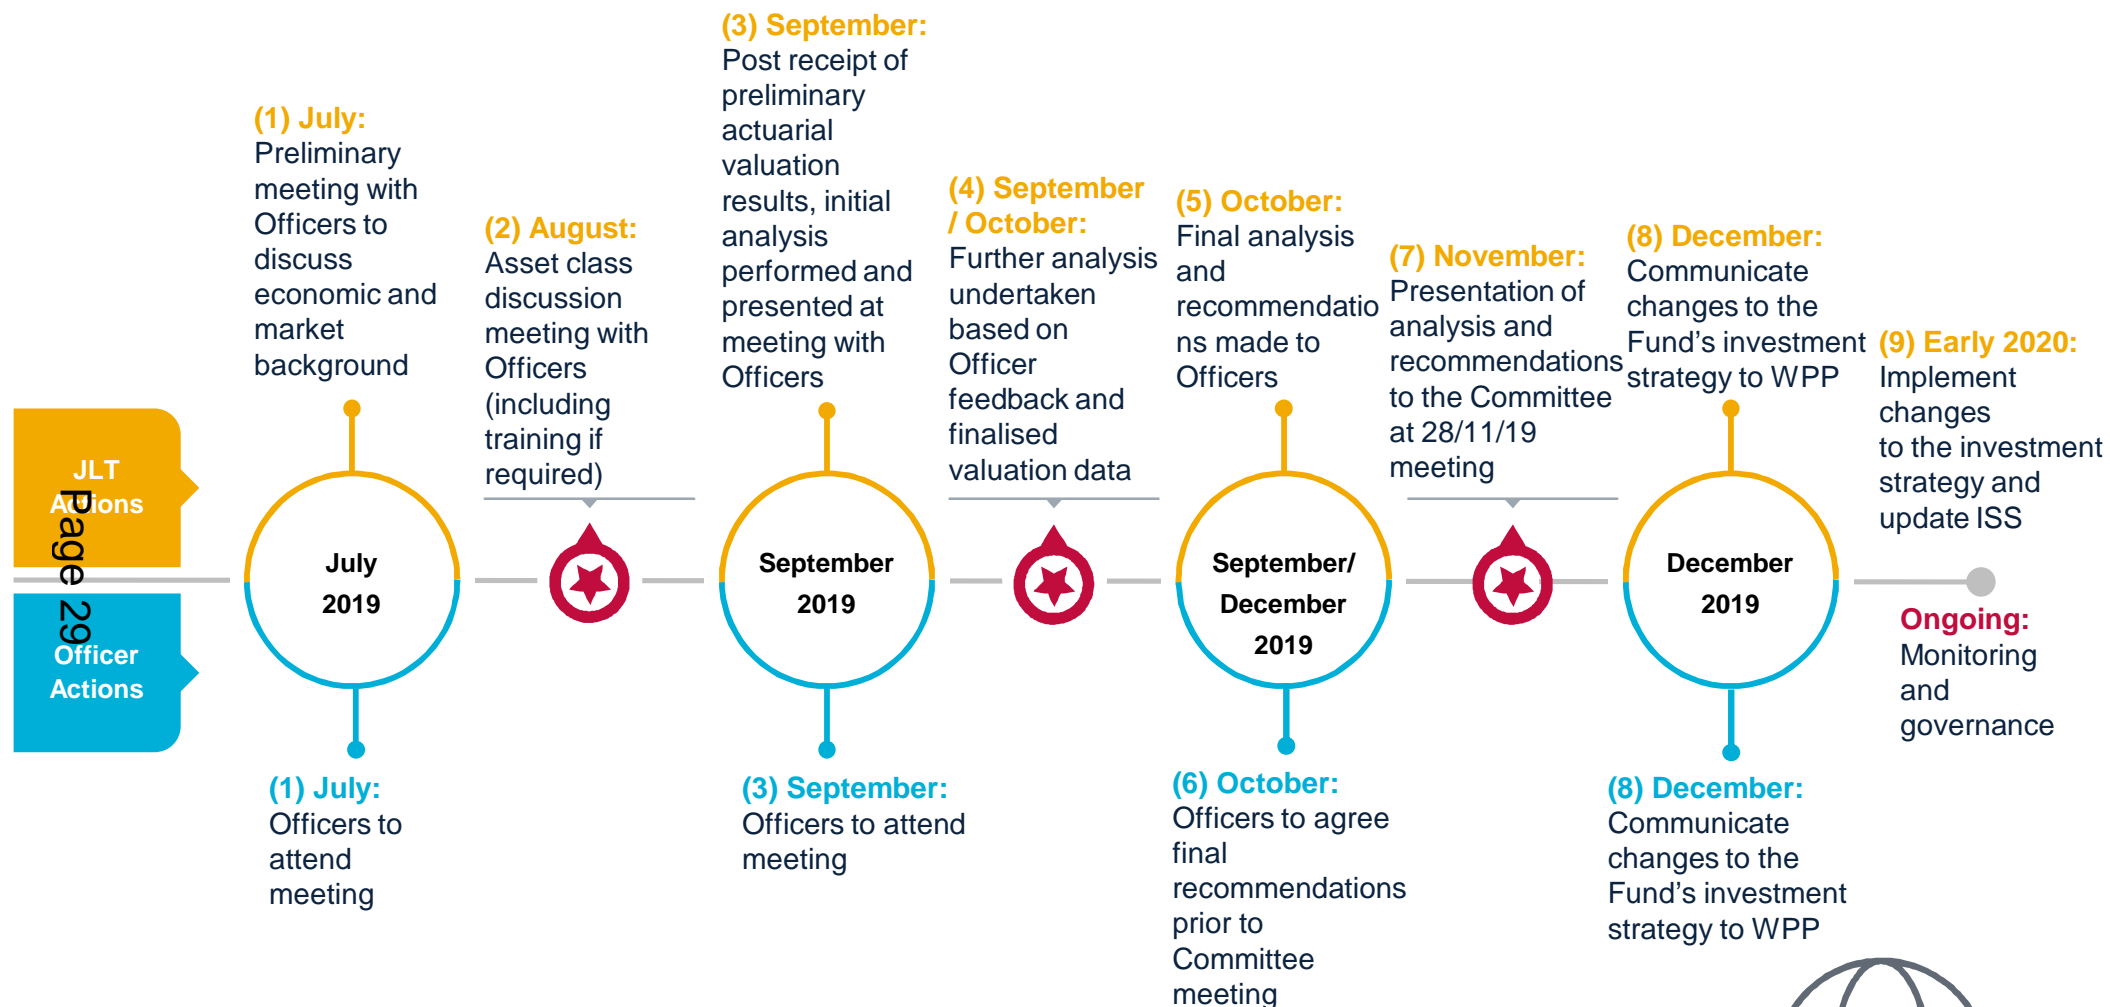 (1) July:
Preliminary
meeting with
Officers to
discuss
economic and
market
background
(2) August:
Asset class
discussion
meeting with
Officers
(including
training if
required)
(3) September:
Post receipt of
preliminary
actuarial
valuation
results, initial
analysis
performed and
presented at
meeting with
Officers
(4) September
/ October:
Further analysis
undertaken
based on
Officer
feedback and
finalised
valuation data
(5) October:
Final analysis
and
recommendatio
ns made to
Officers
(7) November:
Presentation of
analysis and
recommendations
to the Committee
at 28/11/19
meeting
(8) December:
Communicate
changes to the
Fund’s investment
strategy to WPP
(9) Early 2020:
Implement
changes
to the investment
strategy and
update ISS
JLT
Actions
Page 29
Officer
Actions
July
2019
September
2019
September/
December
2019
December
2019
Ongoing:
Monitoring
and
governance
(1) July:
Officers to
attend
meeting
(3) September:
Officers to attend
meeting
(6) October:
Officers to agree
final
recommendations
prior to
Committee
meeting
(8) December:
Communicate
changes to the
Fund’s investment
strategy to WPP